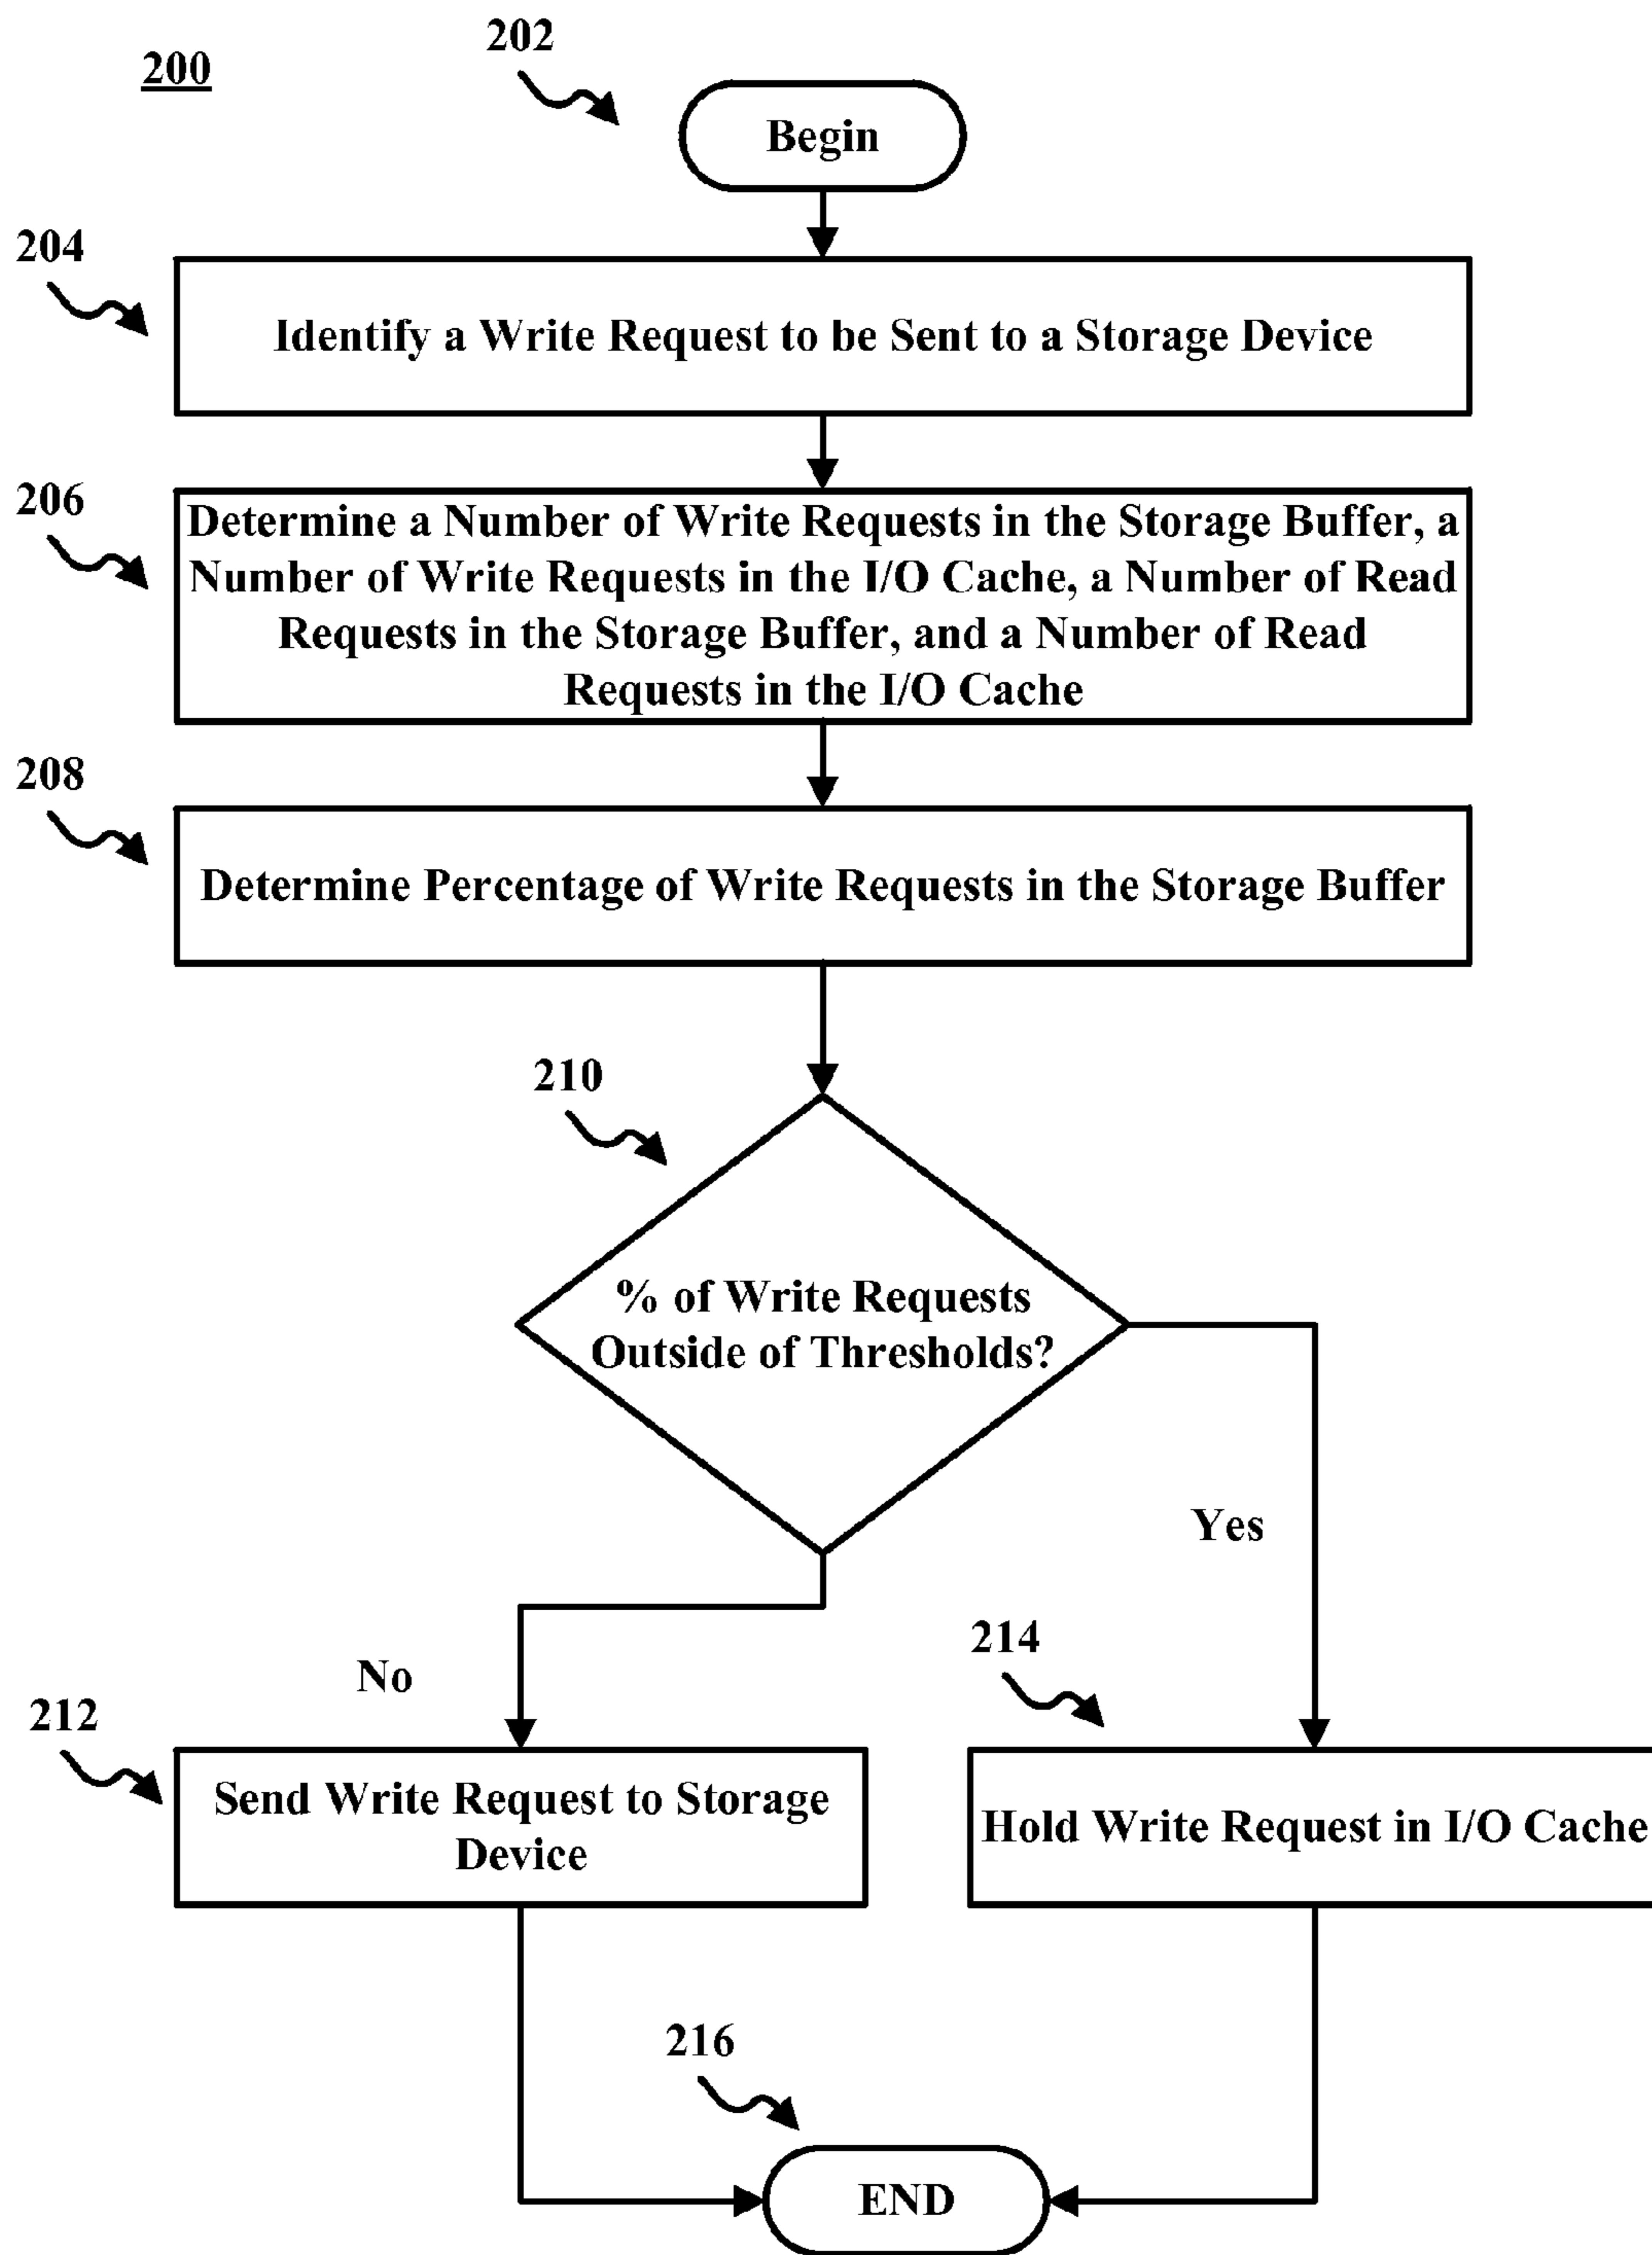 200
202
Begin
204
Identify a Write Request to be Sent to a Storage Device
206
Determine a Number of Write Requests in the Storage Buffer, a
Number of Write Requests in the I/O Cache, a Number of Read
Requests in the Storage Buffer, and a Number of Read
Requests in the I/O Cache
208
Determine Percentage of Write Requests in the Storage Buffer
210
% of Write Requests
Outside of Thresholds?
Yes
No
212
Send Write Request to Storage
Device
214
Hold Write Request in I/O Cache
216
END